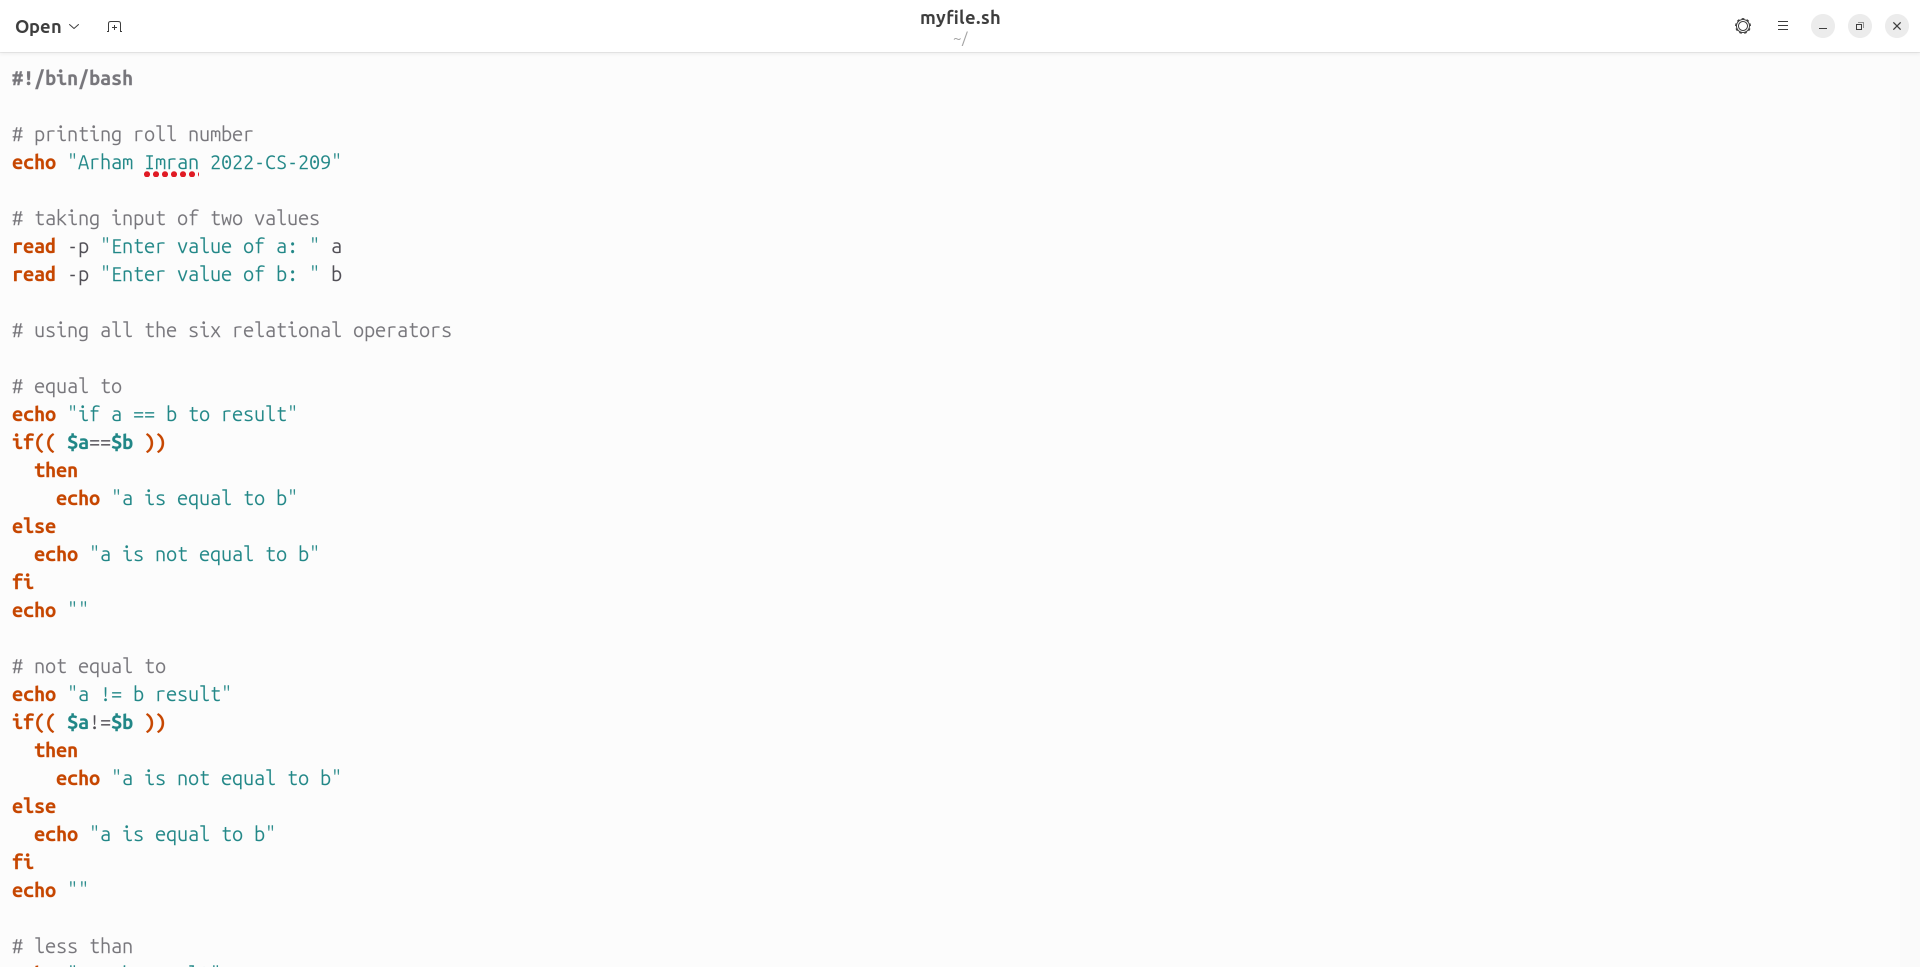 Open
myfile.sh
~/
#!/bin/bash
# printing roll number
echo "Arham Imran 2022-CS-209"
# taking input of two values
read -p "Enter value of a: " a
read -p "Enter value of b: " b
# using all the six relational operators
# equal to
echo "if a == b to result"
if(( $a==$b ))
  then
    echo "a is equal to b"
else
  echo "a is not equal to b"
fi
echo ""
# not equal to
echo "a != b result"
if(( $a!=$b ))
  then
    echo "a is not equal to b"
else
  echo "a is equal to b"
fi
echo ""
# less than